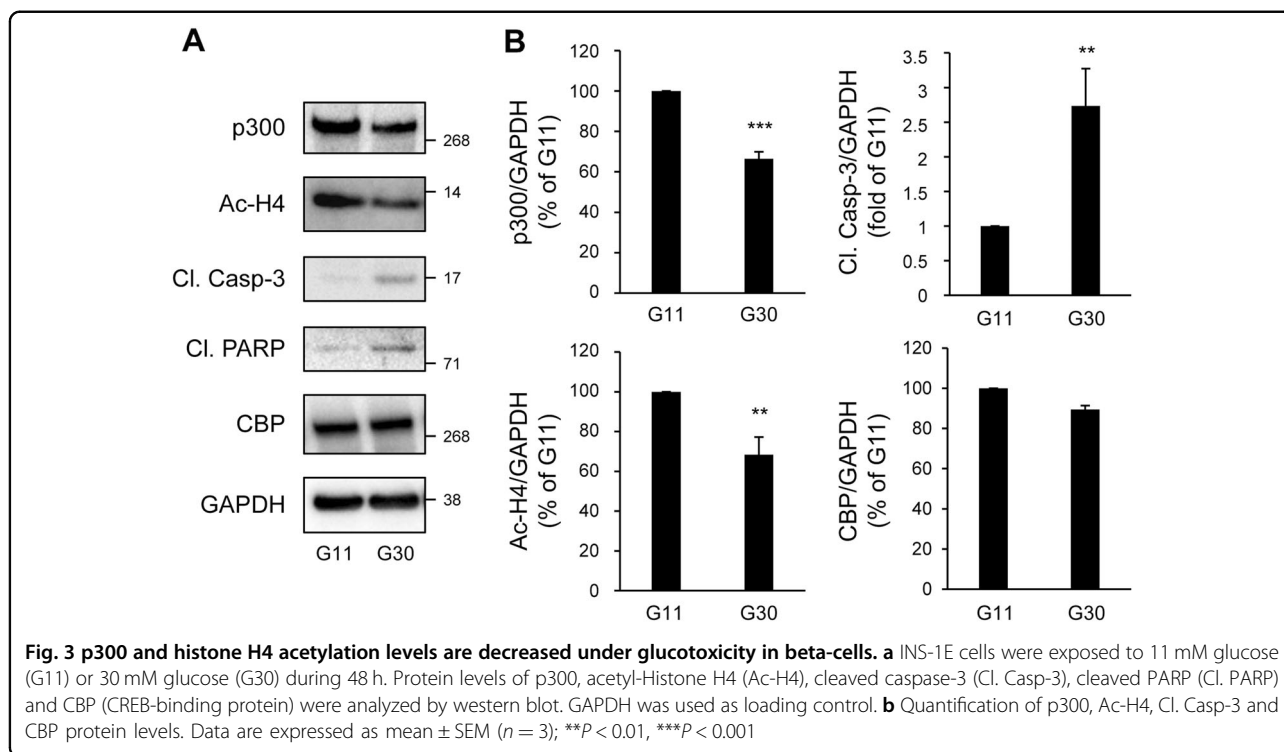 A
p300
268
Ac-H4
14
Cl. Casp-3
17
Cl. PARP
71
CBP
268
GAPDH
38
G11 G30
B
p300/GAPDH
(% of G11)
120
100
80
60
40
20
0
***
G11 G30
Cl. Casp-3/GAPDH
(fold of G11)
3.5
3
2.5
2
1.5
1
0.5
0
**
G11 G30
Ac-H4/GAPDH
(% of G11)
120
100
80
60
40
20
0
**
G11 G30
CBP/GAPDH
(% of G11)
120
100
80
60
40
20
0
G11 G30
Fig. 3 p300 and histone H4 acetylation levels are decreased under glucotoxicity in beta-cells. a INS-1E cells were exposed to 11 mM glucose
(G11) or 30 mM glucose (G30) during 48 h. Protein levels of p300, acetyl-Histone H4 (Ac-H4), cleaved caspase-3 (Cl. Casp-3), cleaved PARP (Cl. PARP)
and CBP (CREB-binding protein) were analyzed by western blot. GAPDH was used as loading control. b Quantification of p300, Ac-H4, Cl. Casp-3 and
CBP protein levels. Data are expressed as mean ± SEM (n = 3); **P < 0.01, ***P < 0.001